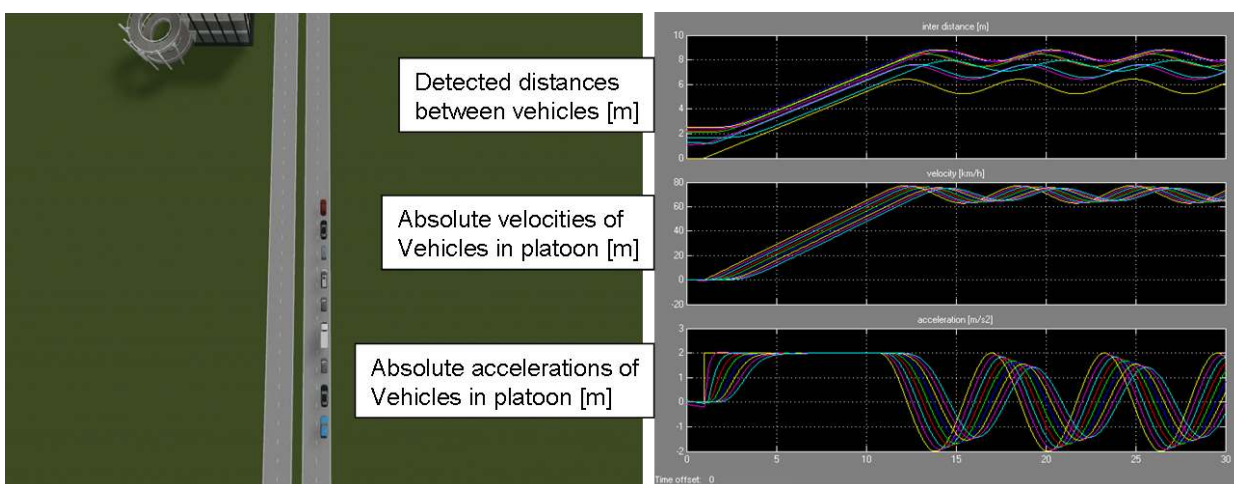 Detected distances
between vehicles [m]
Absolute velocities of
Vehicles in platoon [m]
Absolute accelerations of
Vehicles in platoon [m]
inter distance [m]
10
8
6
4
2
0
velocity [km/h]
80
60
40
20
0
-20
acceleration [m/s2]
3
2
1
0
-1
-2
0 5 10 15 20 25 30
Time offset: 0